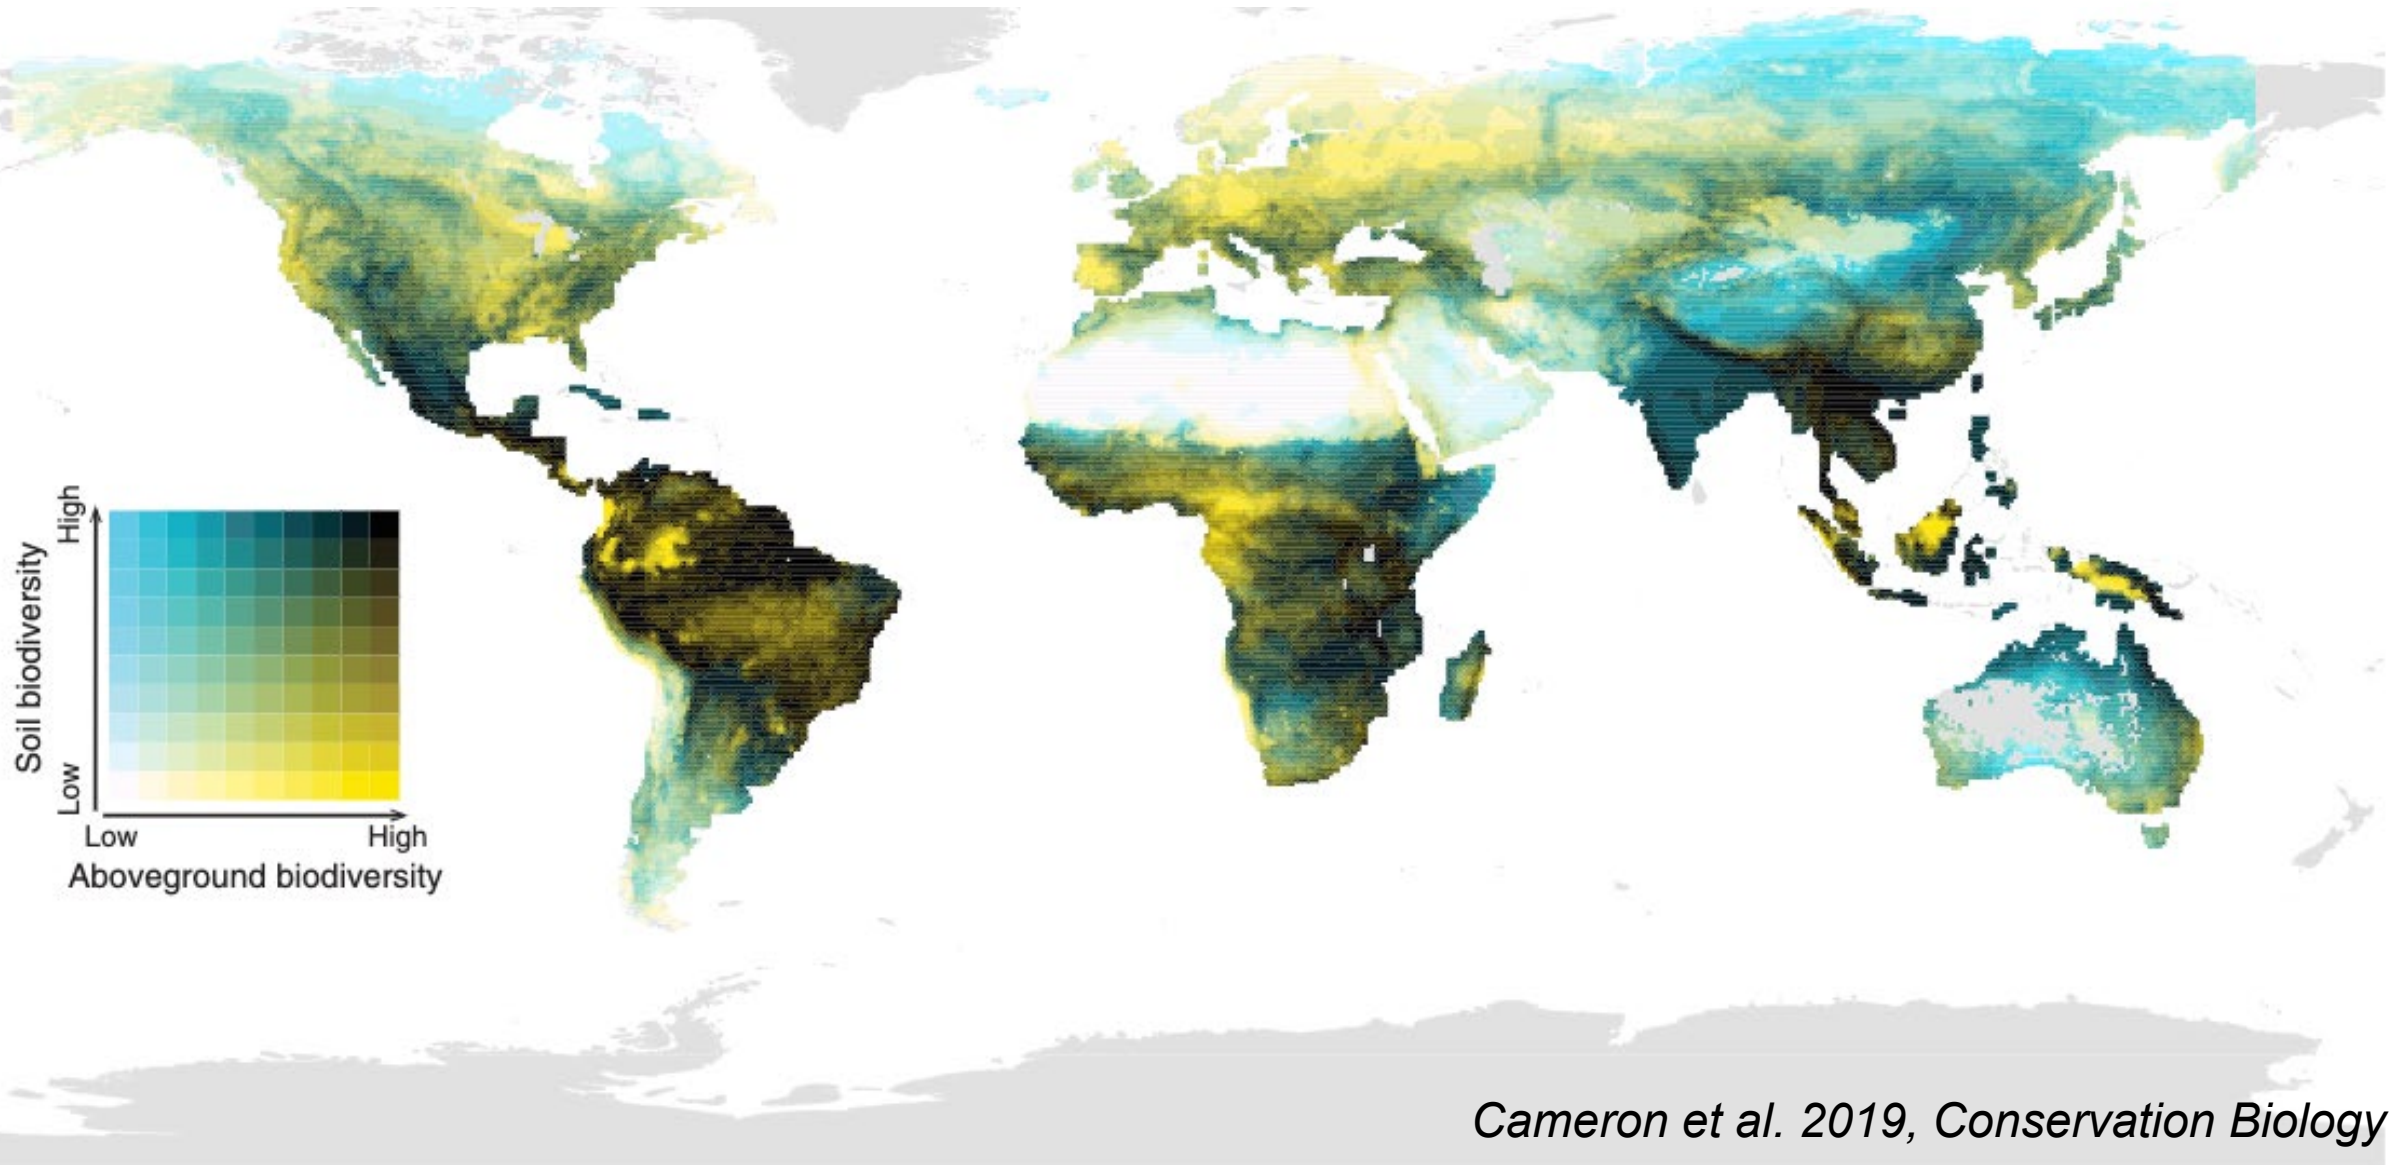 High
Soil biodiversity
Low
Low
High
Aboveground biodiversity
Cameron et al. 2019, Conservation Biology